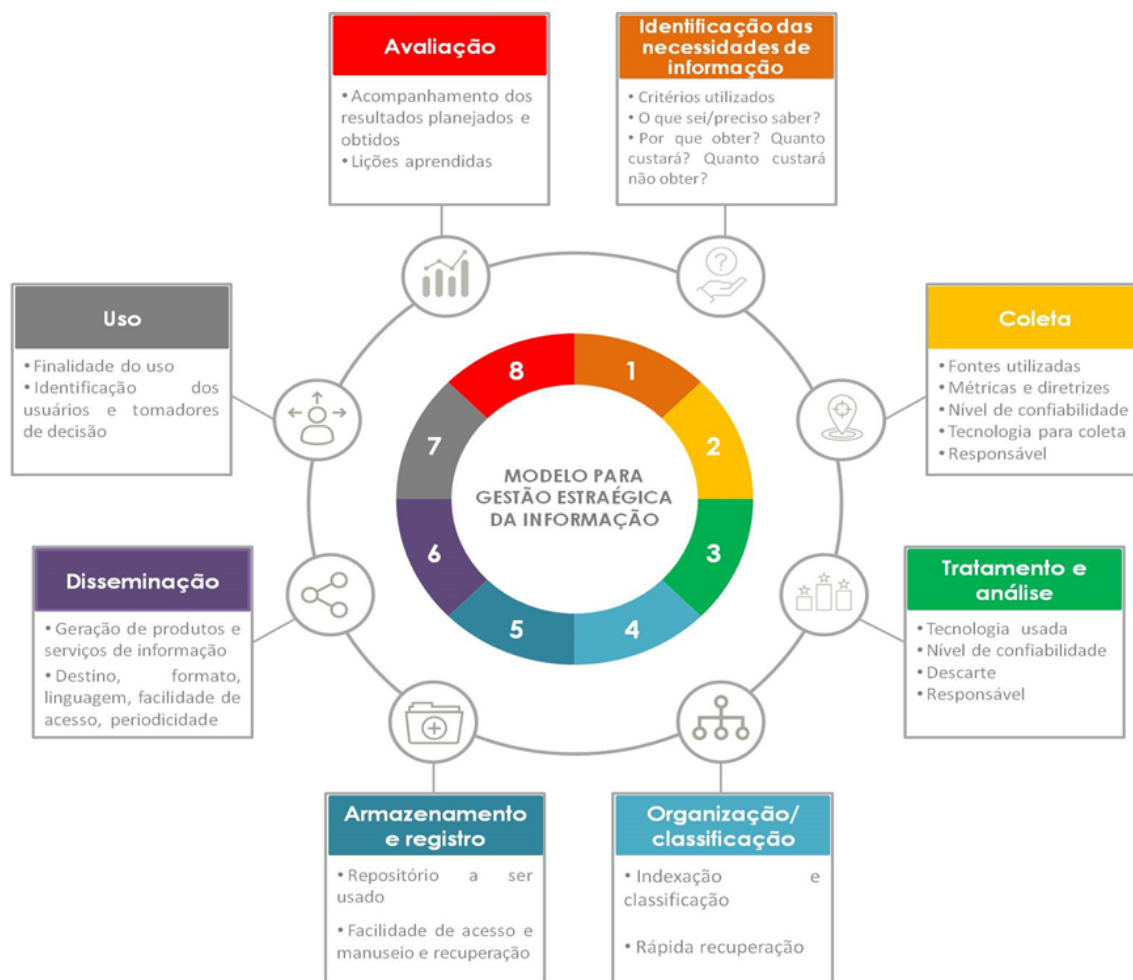 Avaliação
• Acompanhamento dos
resultados planejados e
obtidos
• Lições aprendidas
Identificação das
necessidades de
informação
• Critérios utilizados
• O que sei/preciso saber?
• Por que obter? Quanto
custará? Quanto custará
não obter?
?
Uso
• Finalidade do uso
• Identificação dos
usuários e tomadores
de decisão
Coleta
• Fontes utilizadas
• Métricas e diretrizes
• Nível de confiabilidade
• Tecnologia para coleta
• Responsável
8
1
7
2
MODELO PARA
GESTÃO ESTRAÉGICA
DA INFORMAÇÃO
6
3
5
4
Disseminação
• Geração de produtos e
serviços de informação
• Destino, formato,
linguagem, facilidade de
acesso, periodicidade
Tratamento e
análise
• Tecnologia usada
• Nível de confiabilidade
• Descarte
• Responsável
Armazenamento
e registro
• Repositório a ser
usado
• Facilidade de acesso e
manuseio e recuperação
Organização/
classificação
• Indexação e
classificação
• Rápida recuperação